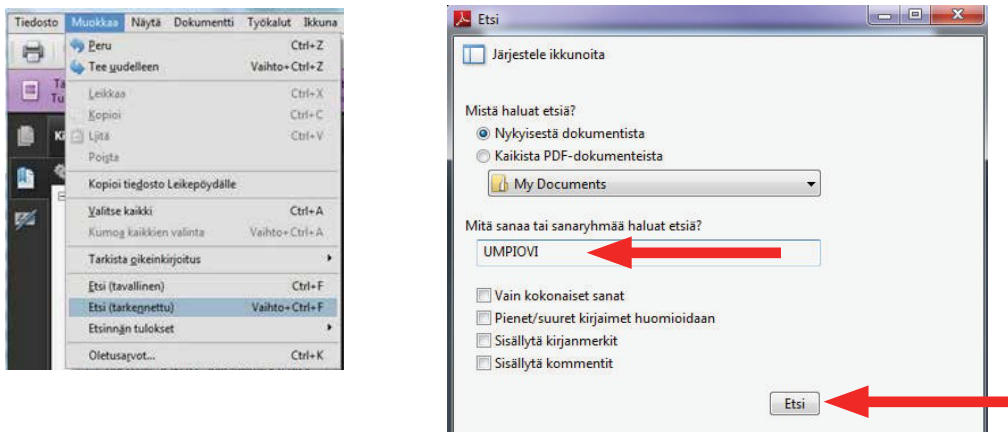 Tiedosto Muokkaa Näytä Dokumentti Työkalut Ikkuna
Peru Ctrl+Z
Tee uudelleen Vaihto+Ctrl+Z
Leikkaa Ctrl+X
Kopioi Ctrl+C
Liitä Ctrl+V
Poista
Kopioi tiedosto Leikepöydälle
Valitse kaikki Ctrl+A
Kumoa kaikkien valinta Vaihto+Ctrl+A
Tarkista oikeinkirjoitus
Etsi (tavallinen) Ctrl+F
Etsi (tarkennettu) Vaihto+Ctrl+F
Etsinnän tulokset
Oletusarvot... Ctrl+K
Etsi
Järjestele ikkunoita
Mistä haluat etsiä?
Nykyisestä dokumentista
Kaikista PDF-dokumenteista
My Documents
Mitä sanaa tai sanaryhmää haluat etsiä?
UMPIOVI
Vain kokonaiset sanat
Pienet/suuret kirjaimet huomioidaan
Sisällytä kirjanmerkit
Sisällytä kommentit
Etsi